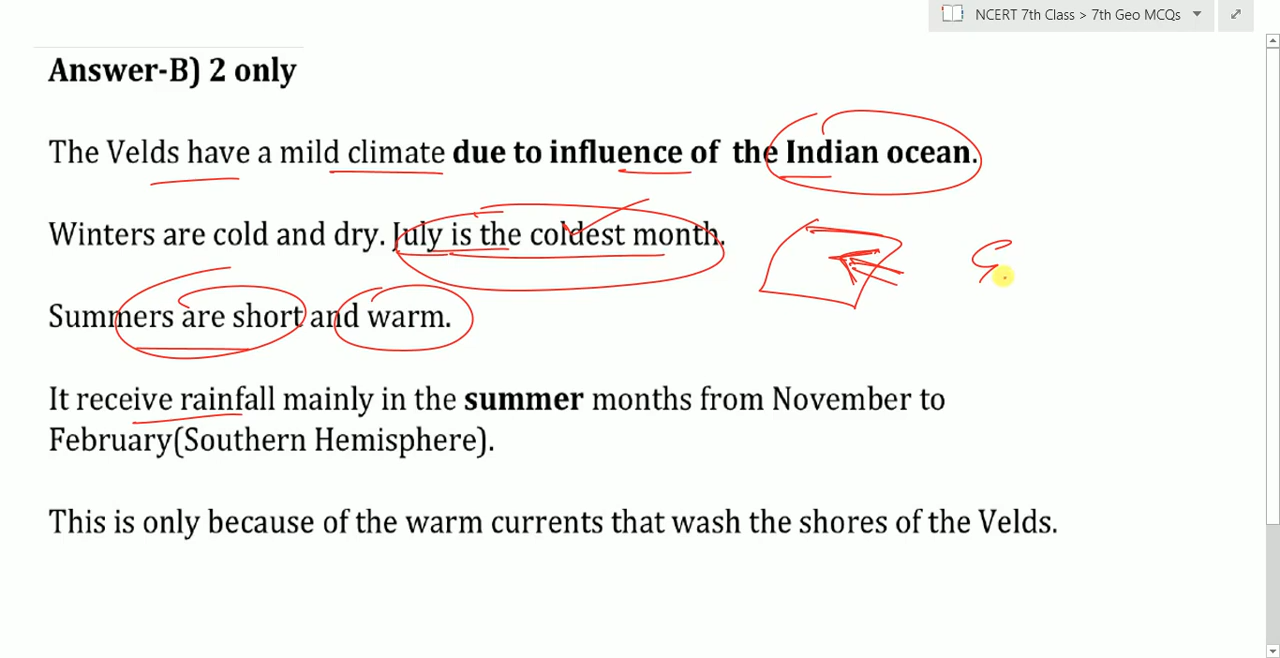 NCERT 7th Class > 7th Geo MCQs
Answer-B) 2 only
The Velds have a mild climate due to influence of the Indian ocean.
Winters are cold and dry. July is the coldest month.
Summers are short and warm.
It receive rainfall mainly in the summer months from November to
February(Southern Hemisphere).
This is only because of the warm currents that wash the shores of the Velds.